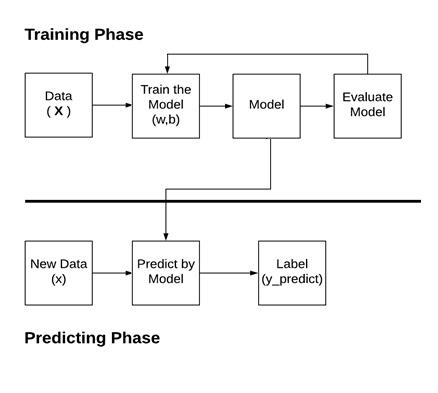 Training Phase
Data
( X )
Train the
Model
(w,b)
Model
Evaluate
Model
New Data
(x)
Predict by
Model
Label
(y_predict)
Predicting Phase